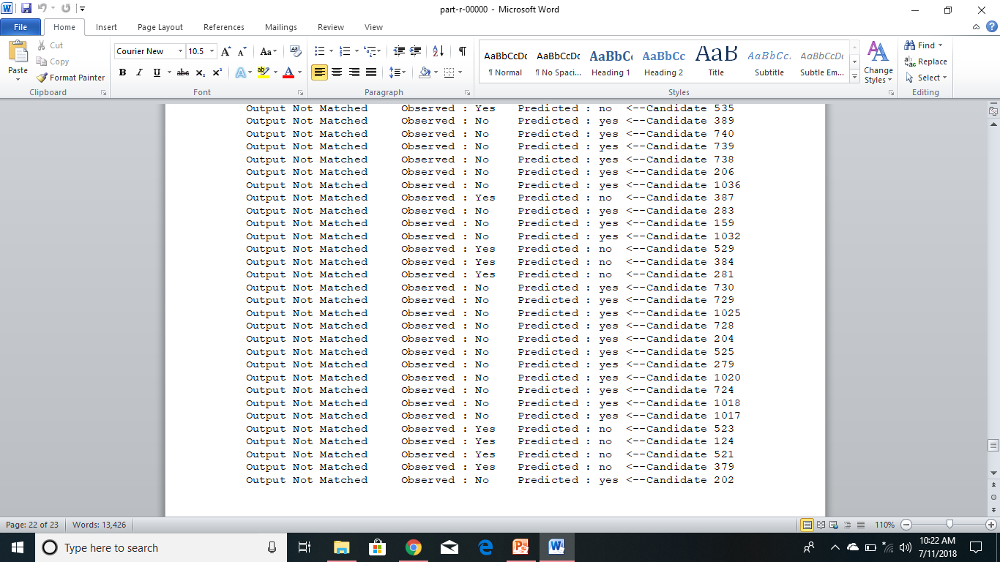 part-r-00000 - Microsoft Word
File Home Insert Page Layout References Mailings Review View
Paste
Cut
Copy
Format Painter
Clipboard
Courier New 10.5
Font
Paragraph
AaBbCcDc AaBbCcDc AaBbCc AaBbCc AaB AaBbCc. AaBbCcDc
¶ Normal ¶ No Spaci... Heading 1 Heading 2 Title Subtitle Subtle Em...
Change Styles
Styles
Find
Replace
Select
Editing
Output Not Matched Observed : Yes Predicted : no <--Candidate 535
Output Not Matched Observed : No Predicted : yes <--Candidate 389
Output Not Matched Observed : No Predicted : yes <--Candidate 740
Output Not Matched Observed : No Predicted : yes <--Candidate 739
Output Not Matched Observed : No Predicted : yes <--Candidate 738
Output Not Matched Observed : No Predicted : yes <--Candidate 206
Output Not Matched Observed : No Predicted : yes <--Candidate 1036
Output Not Matched Observed : Yes Predicted : no <--Candidate 387
Output Not Matched Observed : No Predicted : yes <--Candidate 283
Output Not Matched Observed : No Predicted : yes <--Candidate 159
Output Not Matched Observed : No Predicted : yes <--Candidate 1032
Output Not Matched Observed : Yes Predicted : no <--Candidate 529
Output Not Matched Observed : Yes Predicted : no <--Candidate 384
Output Not Matched Observed : Yes Predicted : no <--Candidate 281
Output Not Matched Observed : No Predicted : yes <--Candidate 730
Output Not Matched Observed : No Predicted : yes <--Candidate 729
Output Not Matched Observed : No Predicted : yes <--Candidate 1025
Output Not Matched Observed : No Predicted : yes <--Candidate 728
Output Not Matched Observed : No Predicted : yes <--Candidate 204
Output Not Matched Observed : No Predicted : yes <--Candidate 525
Output Not Matched Observed : No Predicted : yes <--Candidate 279
Output Not Matched Observed : No Predicted : yes <--Candidate 1020
Output Not Matched Observed : No Predicted : yes <--Candidate 724
Output Not Matched Observed : No Predicted : yes <--Candidate 1018
Output Not Matched Observed : No Predicted : yes <--Candidate 1017
Output Not Matched Observed : Yes Predicted : no <--Candidate 523
Output Not Matched Observed : Yes Predicted : no <--Candidate 124
Output Not Matched Observed : Yes Predicted : no <--Candidate 521
Output Not Matched Observed : Yes Predicted : no <--Candidate 379
Output Not Matched Observed : No Predicted : yes <--Candidate 202
Page: 22 of 23 Words: 13,426 110%
Type here to search
10:22 AM
7/11/2018